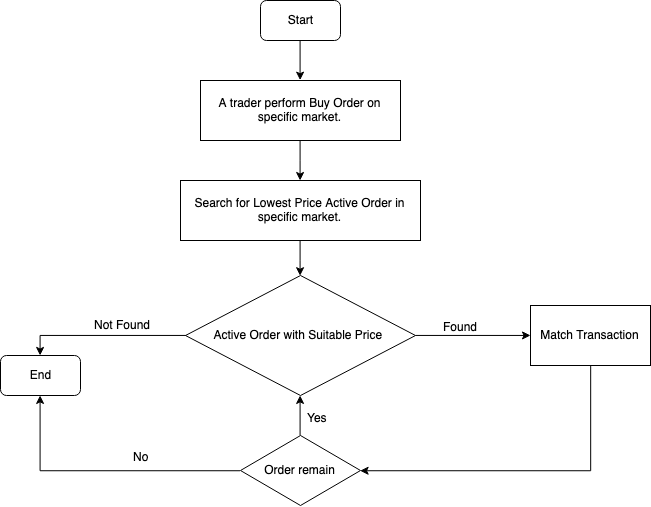 Start
A trader perform Buy Order on
specific market.
Search for Lowest Price Active Order in
specific market.
Not Found
Active Order with Suitable Price
Found
Match Transaction
End
Yes
No
Order remain